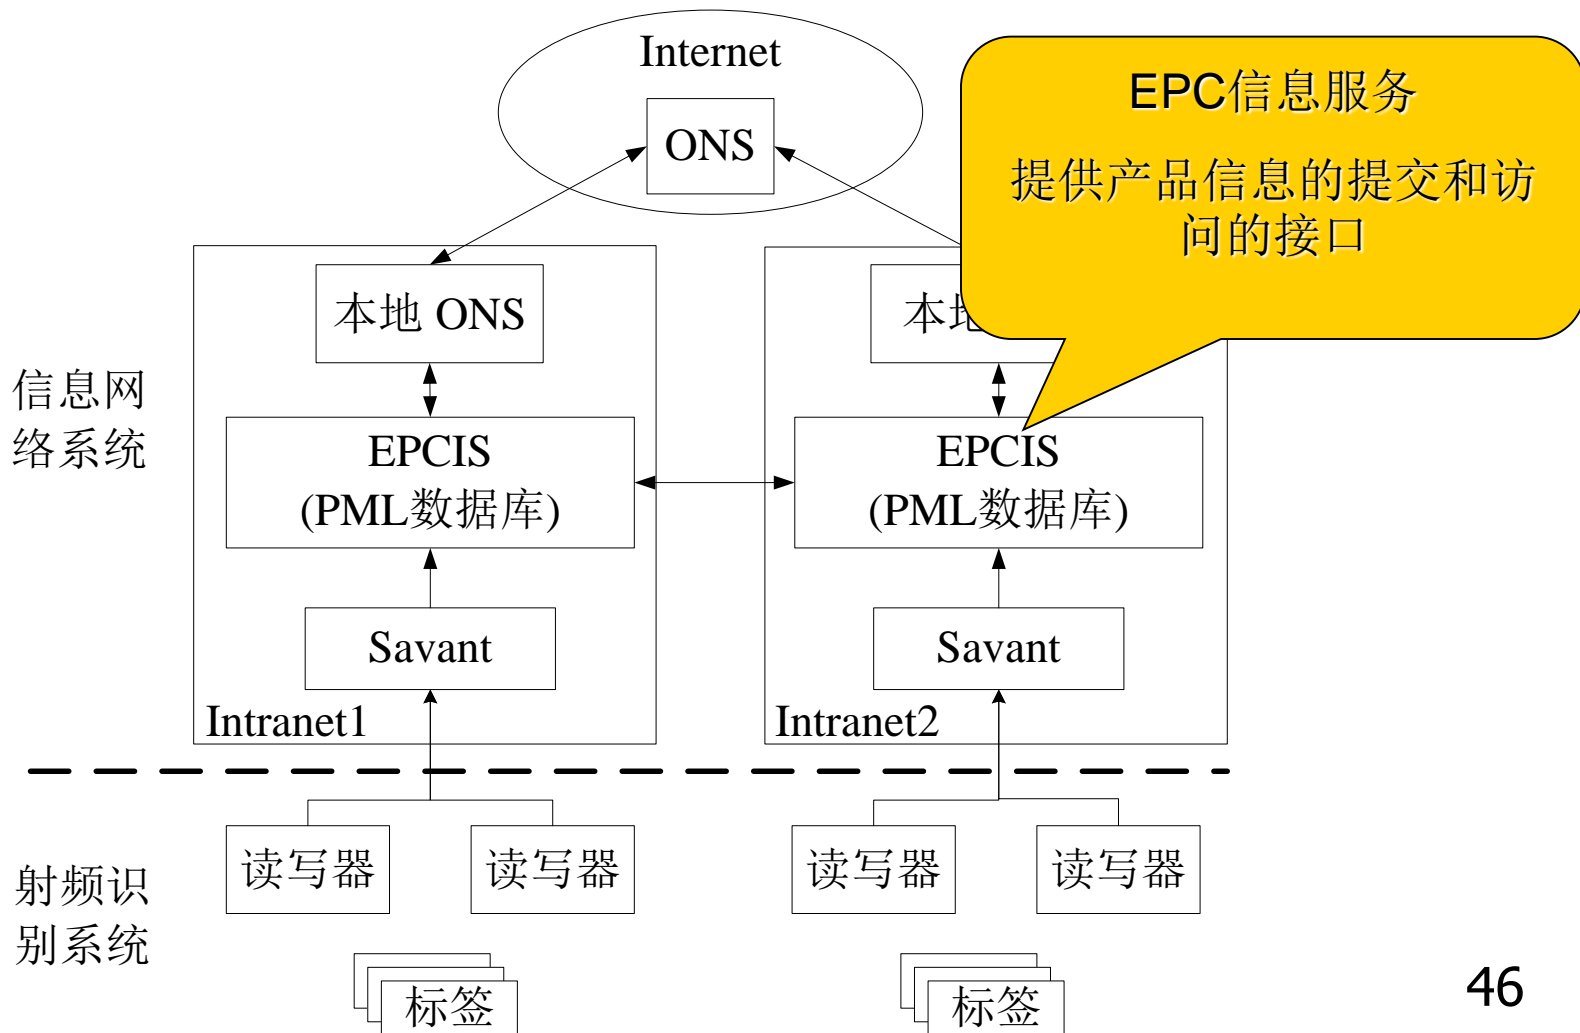 Internet
ONS
EPC信息服务
提供产品信息的提交和访
问的接口
本地 ONS
本地
信息网
络系统
EPCIS
(PML数据库)
EPCIS
(PML数据库)
Savant
Savant
Intranet1
Intranet2
读写器
读写器
读写器
读写器
射频识
别系统
标签
标签
46